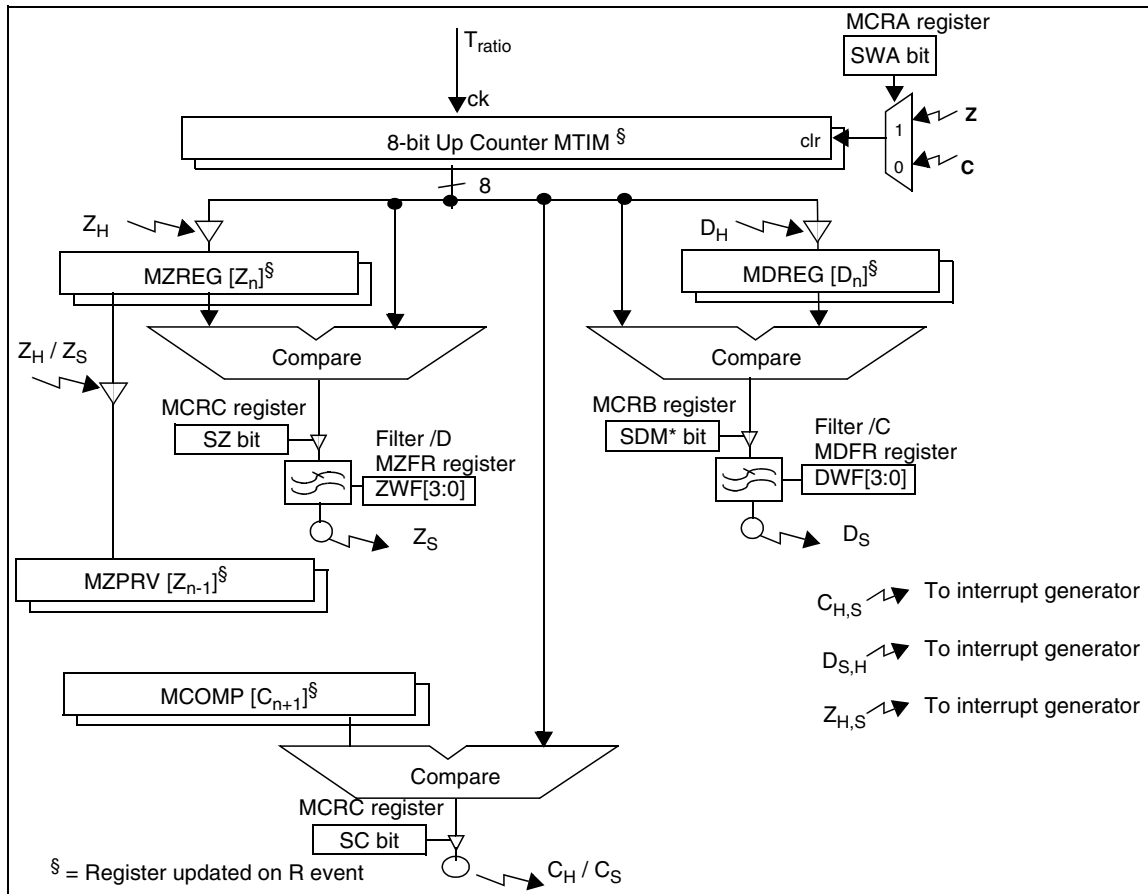 MCRA register
SWA bit
T_ratio
ck
8-bit Up Counter MTIM §
clr
1
0
Z
C
8
Z_H
D_H
MZREG [Z_n]§
MDREG [D_n]§
Compare
Compare
Z_H / Z_S
MCRC register
SZ bit
Filter /D
MZFR register
ZWF[3:0]
Z_S
MCRB register
SDM* bit
Filter /C
MDFR register
DWF[3:0]
D_S
MZPRV [Z_n-1]§
C_H,S To interrupt generator
D_S,H To interrupt generator
Z_H,S To interrupt generator
MCOMP [C_n+1]§
Compare
MCRC register
SC bit
C_H / C_S
§ = Register updated on R event